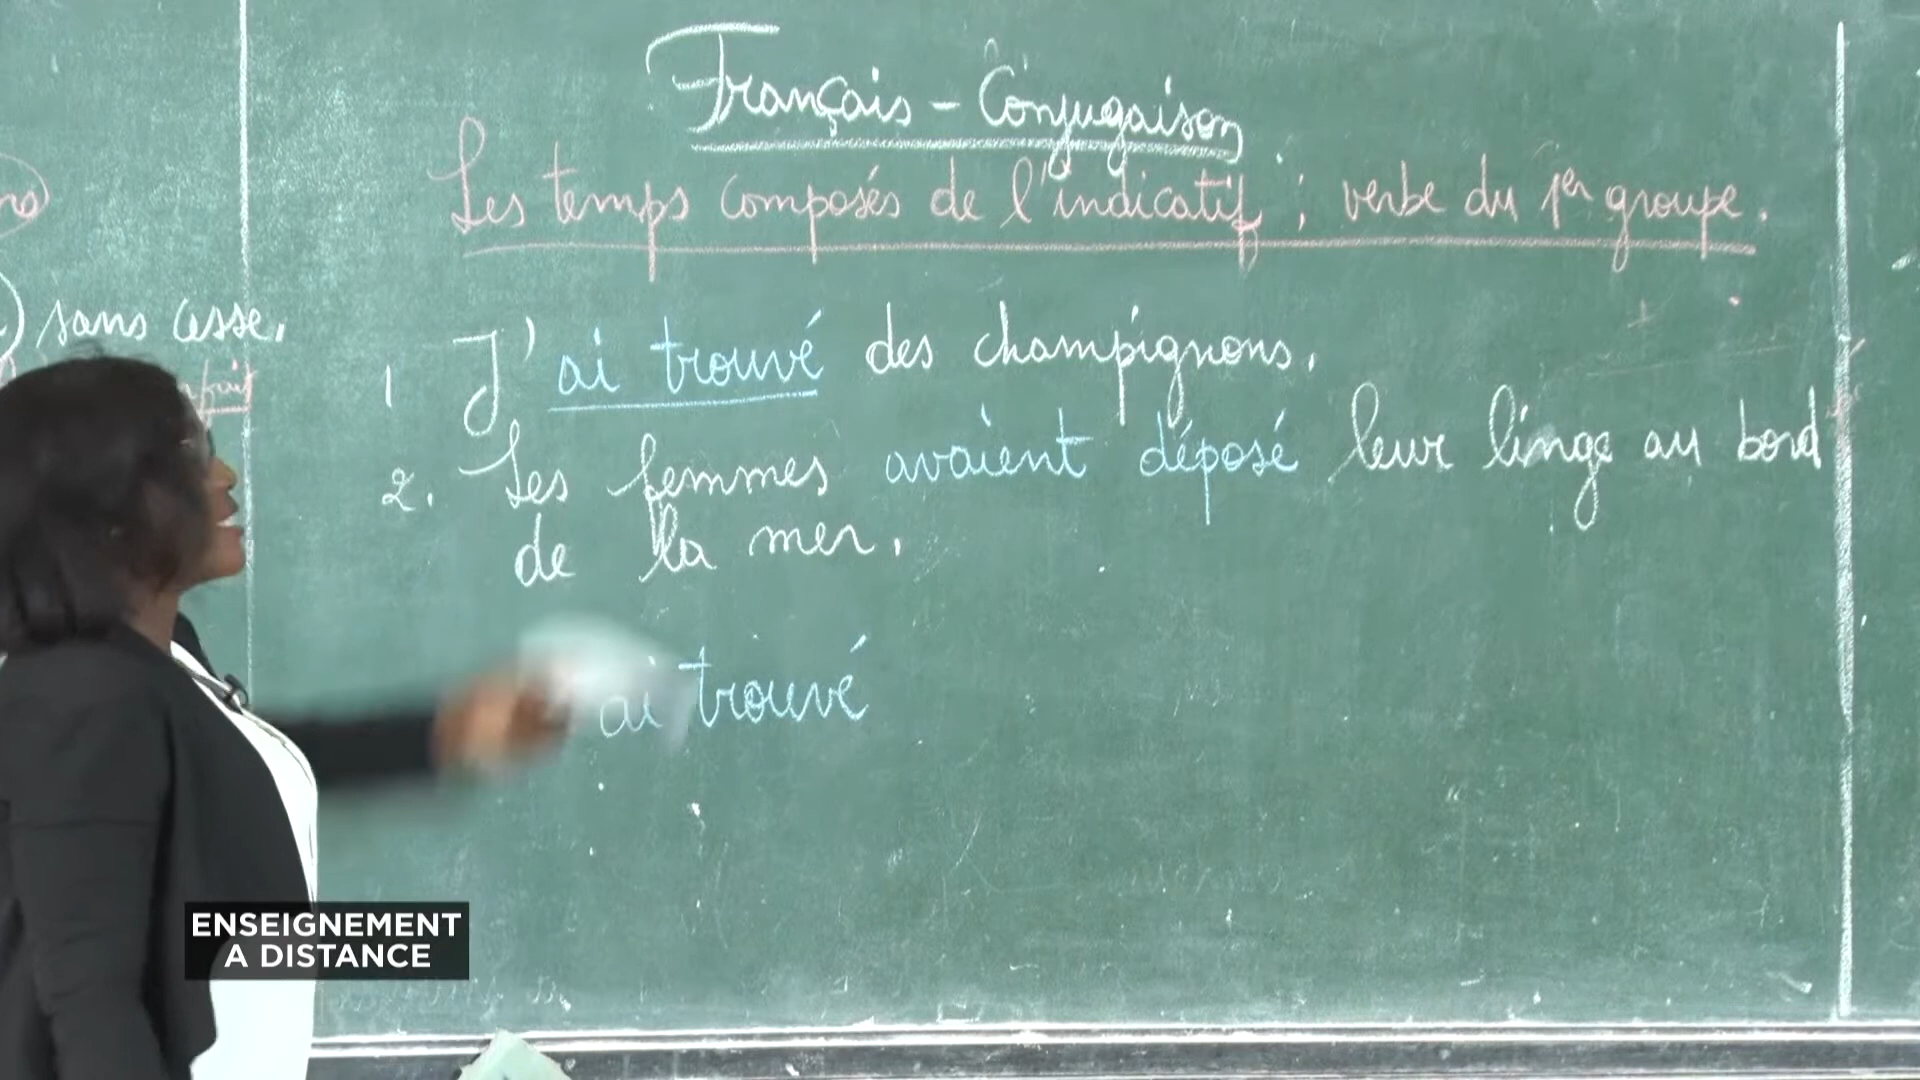 Français - Conjugaison
Les temps composés de l'indicatif ; verbe du 1er groupe.
sans cesse.
1 J'ai trouvé des champignons.
2. Les femmes avaient déposé leur linge au bord
de la mer.
ai trouvé
ENSEIGNEMENT
A DISTANCE